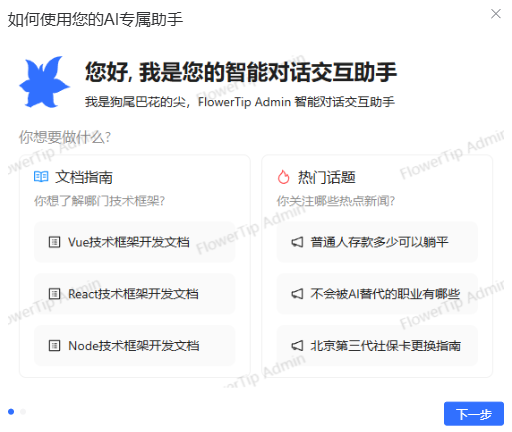 如何使用您的AI专属助手
您好, 我是您的智能对话交互助手
我是狗尾巴花的尖，FlowerTip Admin 智能对话交互助手
你想要做什么?
文档指南
你想了解哪门技术框架?
Vue技术框架开发文档
React技术框架开发文档
Node技术框架开发文档
热门话题
你关注哪些热点新闻?
普通人存款多少可以躺平
不会被AI替代的职业有哪些
北京第三代社保卡更换指南
下一步
FlowerTip Admin
FlowerTip Admin
FlowerTip Admin
FlowerTip Admin
FlowerTip Admin
FlowerTip Admin
FlowerTip Admin